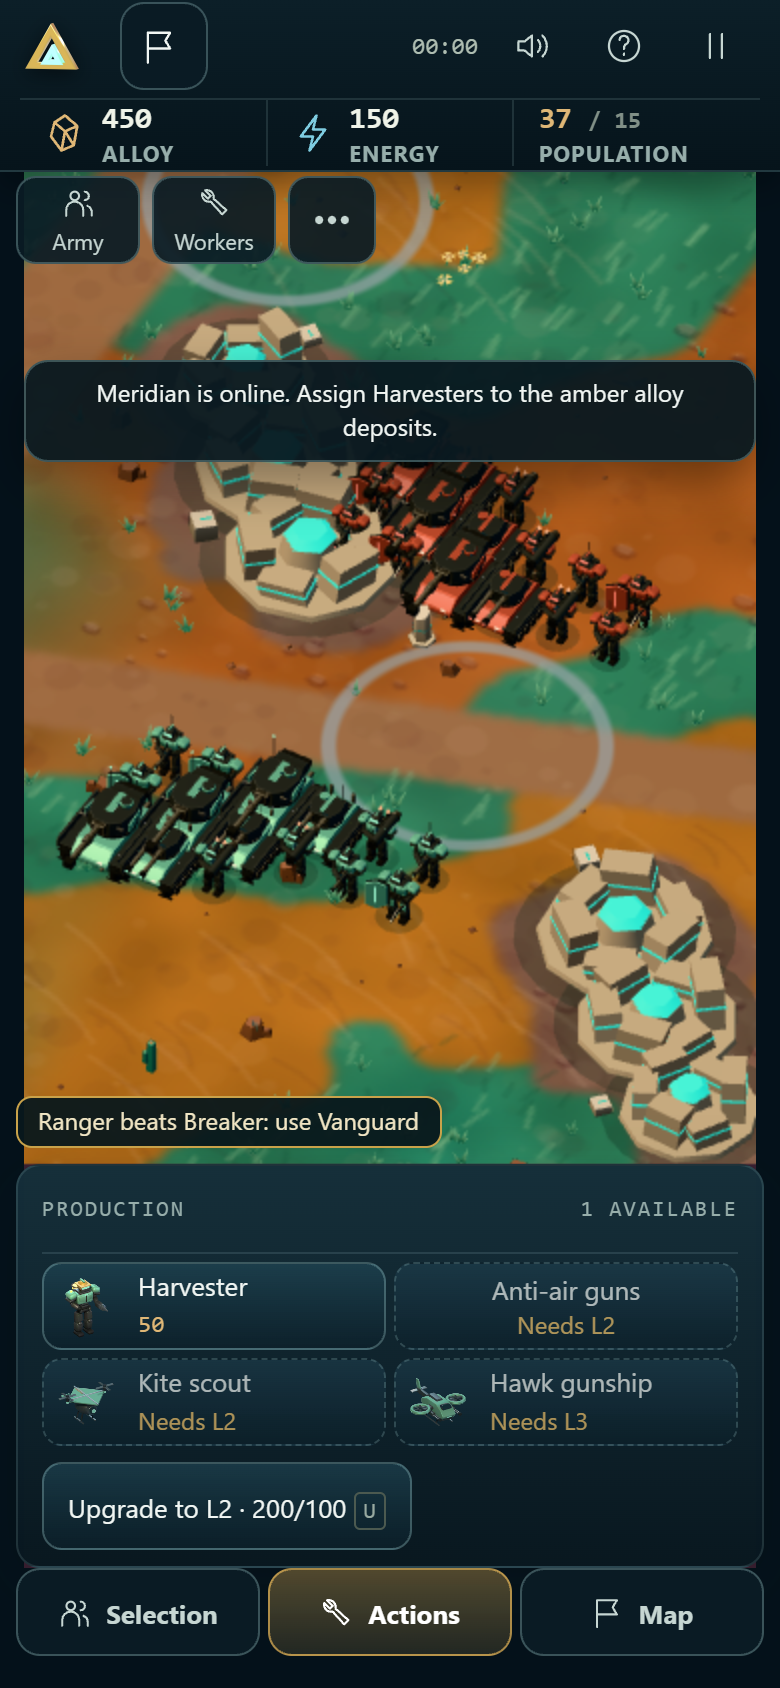 00:00
450
ALLOY
150
ENERGY
37 / 15
POPULATION
Army
Workers
Meridian is online. Assign Harvesters to the amber alloy
deposits.
Ranger beats Breaker: use Vanguard
PRODUCTION
1 AVAILABLE
Harvester
50
Anti-air guns
Needs L2
Kite scout
Needs L2
Hawk gunship
Needs L3
Upgrade to L2 · 200/100 U
Selection
Actions
Map